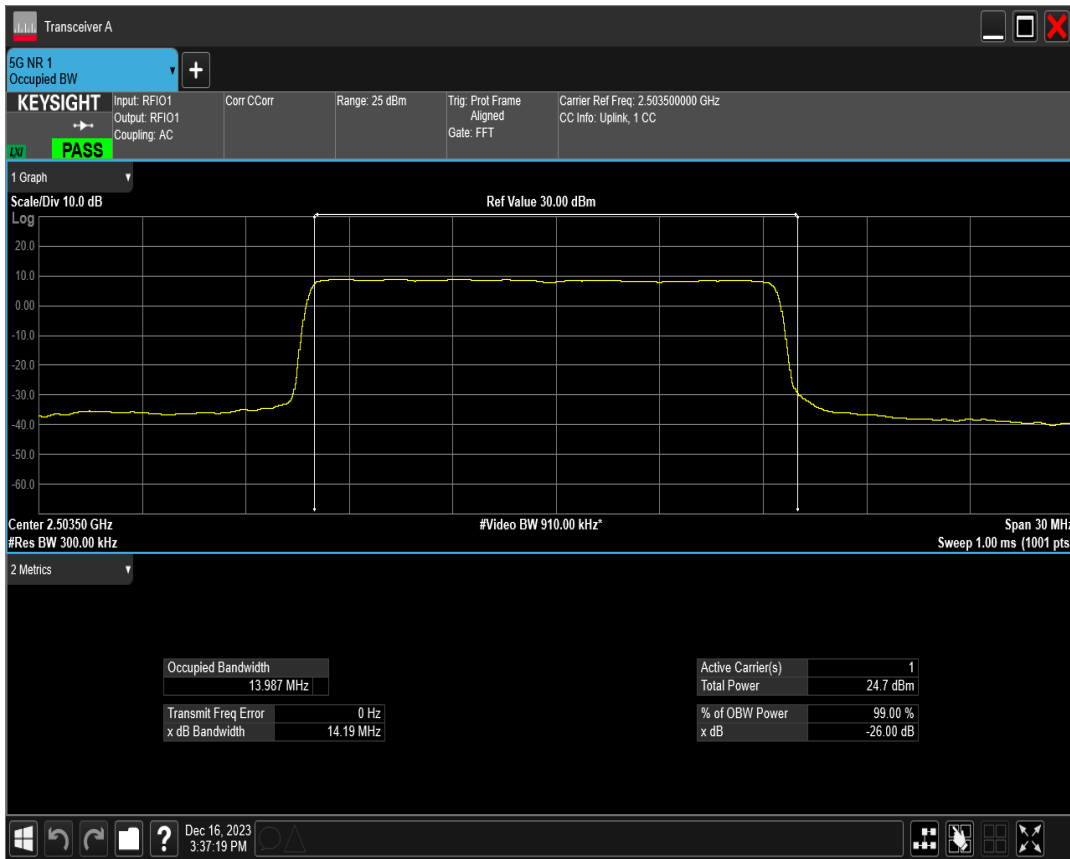 Transceiver A
5G NR 1
Occupied BW
KEYSIGHT
LXI
PASS
Input: RFIO1
Output: RFIO1
Coupling: AC
Corr CCorr
Range: 25 dBm
Trig: Prot Frame
Aligned
Gate: FFT
Carrier Ref Freq: 2.503500000 GHz
CC Info: Uplink, 1 CC
1 Graph
Scale/Div 10.0 dB
Ref Value 30.00 dBm
Log
20.0
10.0
0.00
-10.0
-20.0
-30.0
-40.0
-50.0
-60.0
Center 2.50350 GHz
#Video BW 910.00 kHz*
Span 30 MHz
#Res BW 300.00 kHz
Sweep 1.00 ms (1001 pts
2 Metrics
Occupied Bandwidth
13.987 MHz
Transmit Freq Error 0 Hz
x dB Bandwidth 14.19 MHz
Active Carrier(s) 1
Total Power 24.7 dBm
% of OBW Power 99.00 %
x dB -26.00 dB
?
Dec 16, 2023
3:37:19 PM